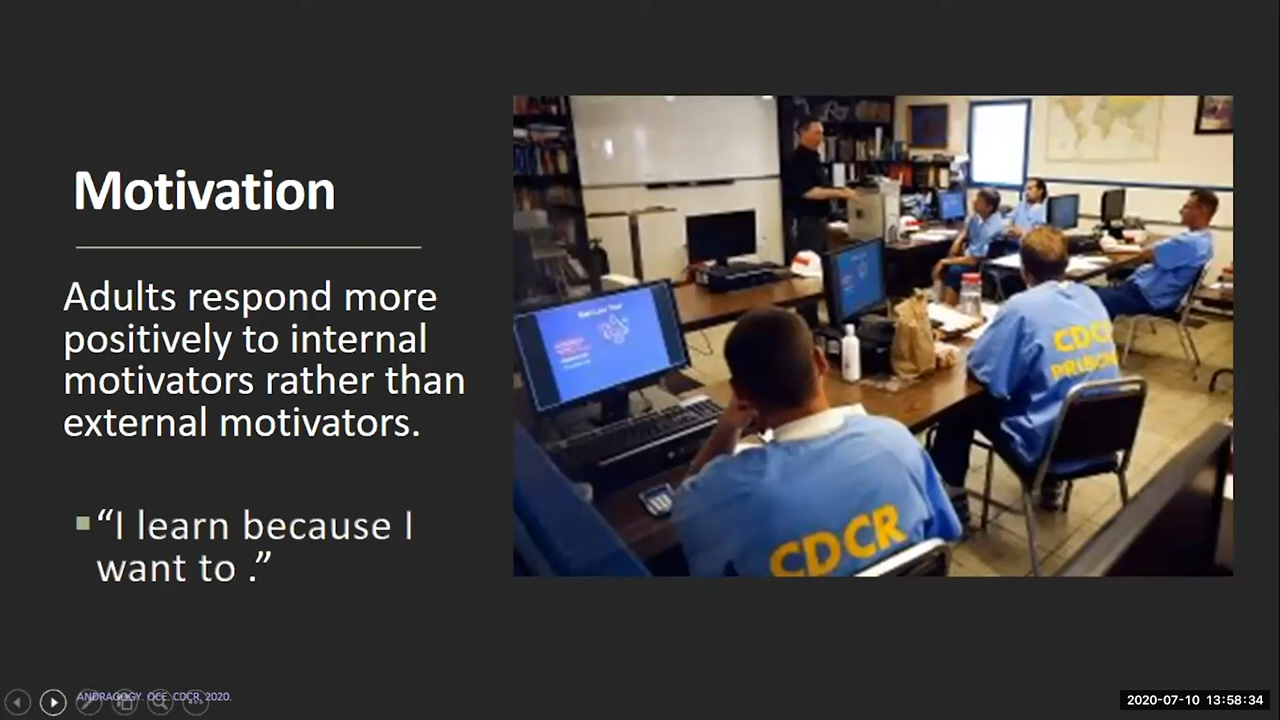 Motivation
Adults respond more
positively to internal
motivators rather than
external motivators.
“I learn because I
want to .”
CDCR
PRISON
CDCR
ANDRAGOGY. OCE. CDCR, 2020.
2020-07-10 13:58:34